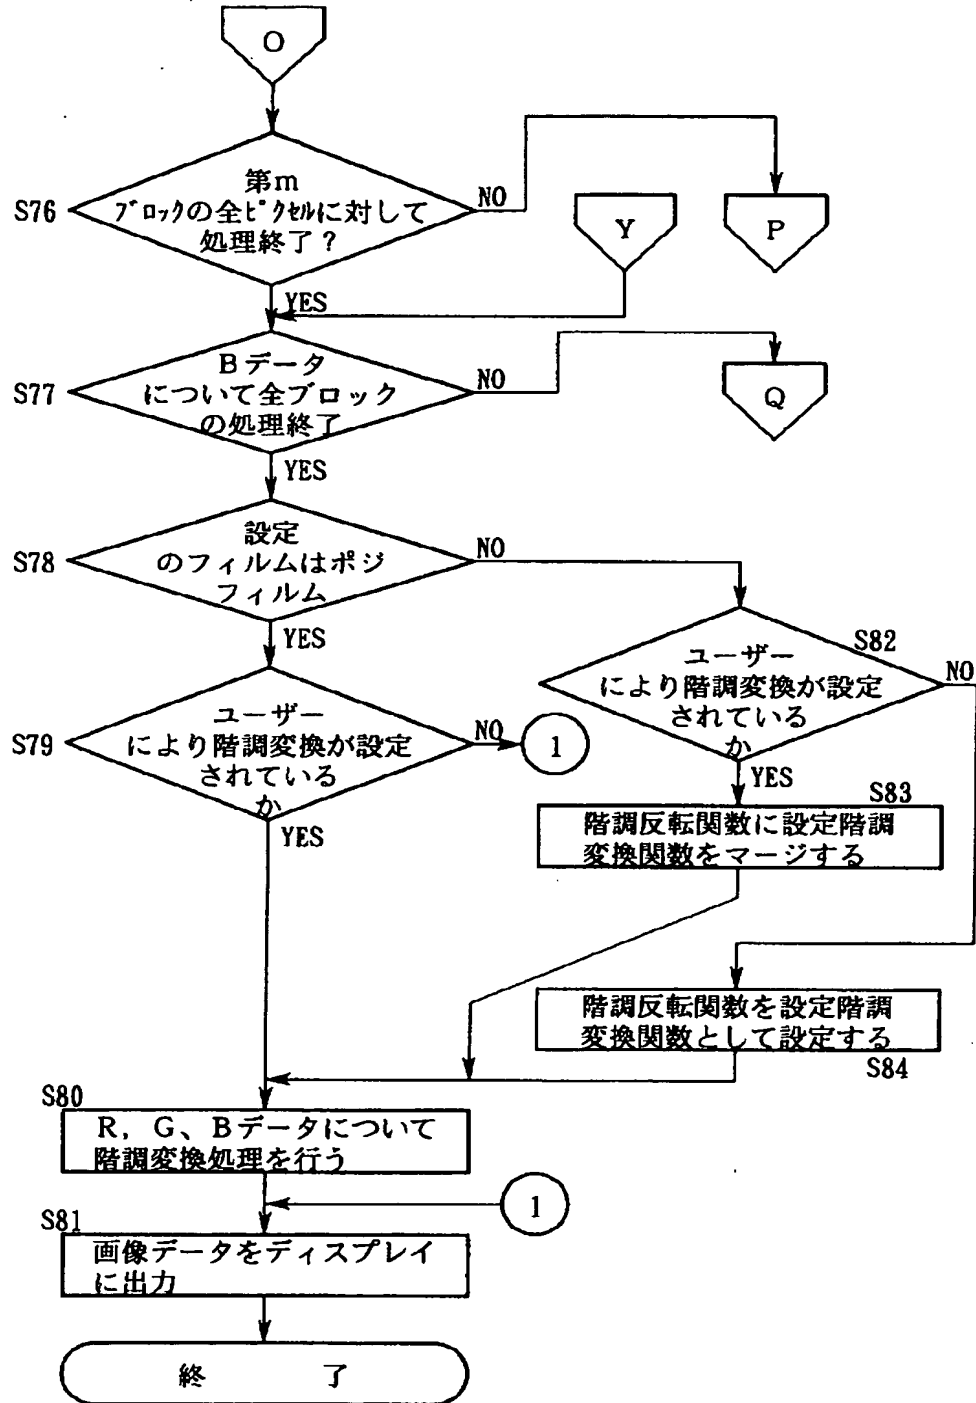 O
第m
ブロックの全ピクセルに対して
処理終了？
S76
NO
YES
Y
P
Bデータ
について全ブロック
の処理終了
S77
NO
YES
Q
設定
のフィルムはポジ
フィルム
S78
NO
YES
ユーザー
により階調変換が設定
されている
か
S79
NO
1
YES
ユーザー
により階調変換が設定
されている
か
S82
NO
YES
S83
階調反転関数に設定階調
変換関数をマージする
階調反転関数を設定階調
変換関数として設定する
S84
S80
R，G、Bデータについて
階調変換処理を行う
1
S81
画像データをディスプレイ
に出力
終 了